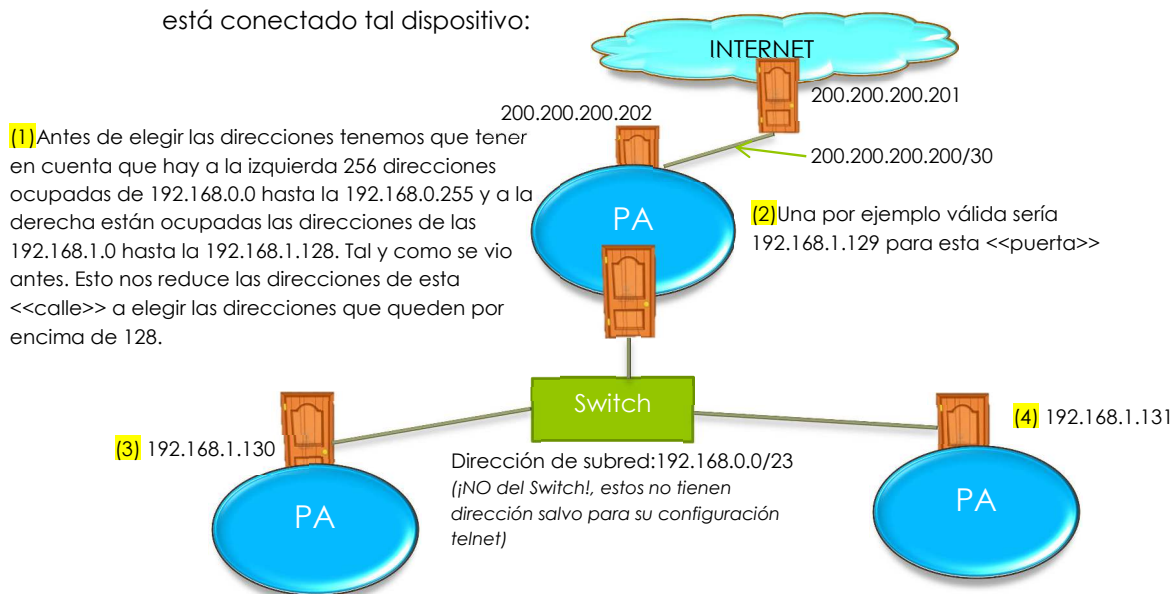 está conectado tal dispositivo:
INTERNET
200.200.200.201
200.200.200.202
200.200.200.200/30
(1)Antes de elegir las direcciones tenemos que tener
en cuenta que hay a la izquierda 256 direcciones
ocupadas de 192.168.0.0 hasta la 192.168.0.255 y a la
derecha están ocupadas las direcciones de las
192.168.1.0 hasta la 192.168.1.128. Tal y como se vio
antes. Esto nos reduce las direcciones de esta
<<calle>> a elegir las direcciones que queden por
encima de 128.
PA
(2)Una por ejemplo válida sería
192.168.1.129 para esta <<puerta>>
Switch
(3) 192.168.1.130
(4) 192.168.1.131
Dirección de subred:192.168.0.0/23
(¡NO del Switch!, estos no tienen
dirección salvo para su configuración
telnet)
PA
PA